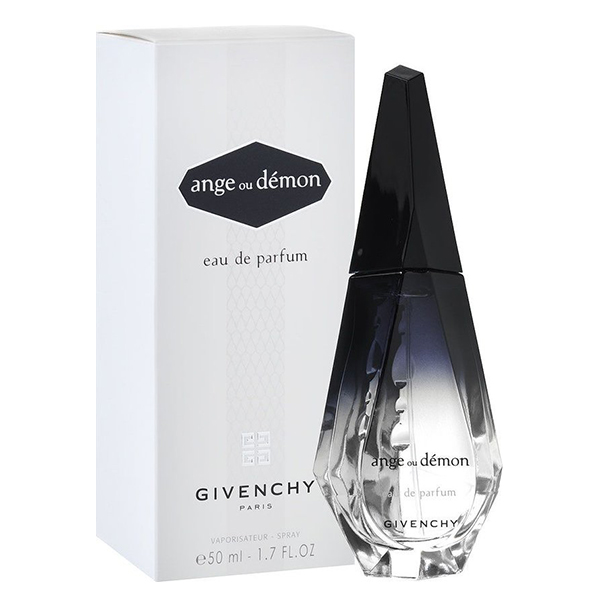 ange ou démon
eau de parfum
GIVENCHY
PARIS
VAPORISATEUR - SPRAY
℮50 ml - 1.7 FL.OZ
ange ou démon
eau de parfum
GIVENCHY